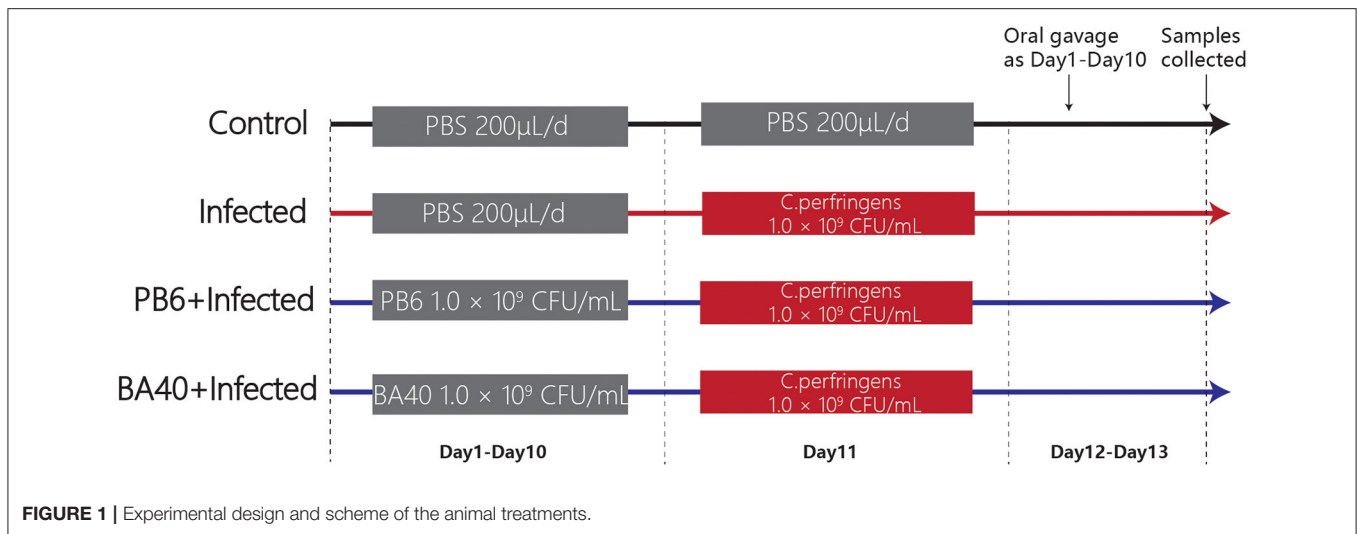 Oral gavage
as Day1-Day10
Samples
collected
Control
PBS 200µL/d
PBS 200µL/d
Infected
PBS 200µL/d
C.perfringens
1.0 × 10⁹ CFU/mL
PB6+Infected
PB6 1.0 × 10⁹ CFU/mL
C.perfringens
1.0 × 10⁹ CFU/mL
BA40+Infected
BA40 1.0 × 10⁹ CFU/mL
C.perfringens
1.0 × 10⁹ CFU/mL
Day1-Day10
Day11
Day12-Day13
FIGURE 1 | Experimental design and scheme of the animal treatments.